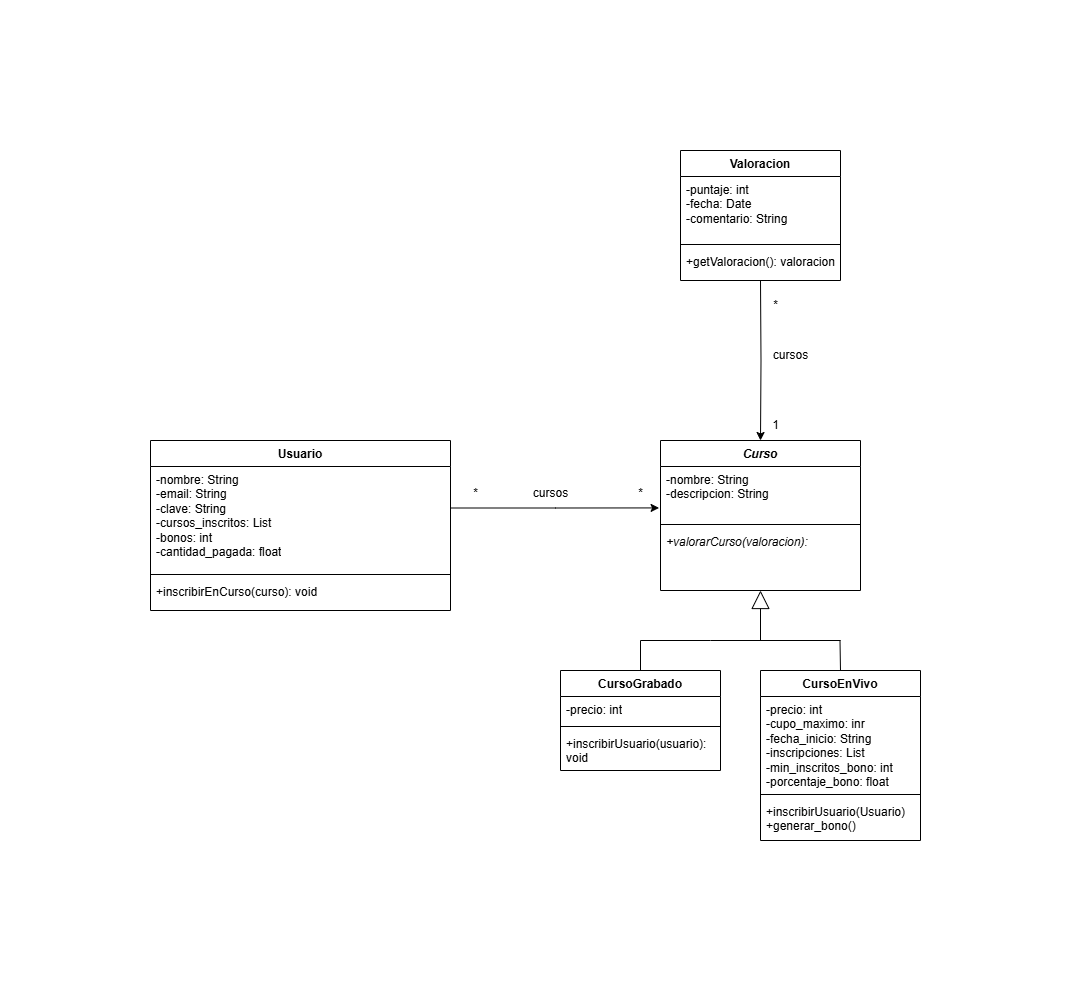 Valoracion
-puntaje: int
-fecha: Date
-comentario: String
+getValoracion(): valoracion
*
cursos
1
Usuario
-nombre: String
-email: String
-clave: String
-cursos_inscritos: List
-bonos: int
-cantidad_pagada: float
+inscribirEnCurso(curso): void
*
cursos
*
Curso
-nombre: String
-descripcion: String
+valorarCurso(valoracion):
CursoGrabado
-precio: int
+inscribirUsuario(usuario):
void
CursoEnVivo
-precio: int
-cupo_maximo: inr
-fecha_inicio: String
-inscripciones: List
-min_inscritos_bono: int
-porcentaje_bono: float
+inscribirUsuario(Usuario)
+generar_bono()